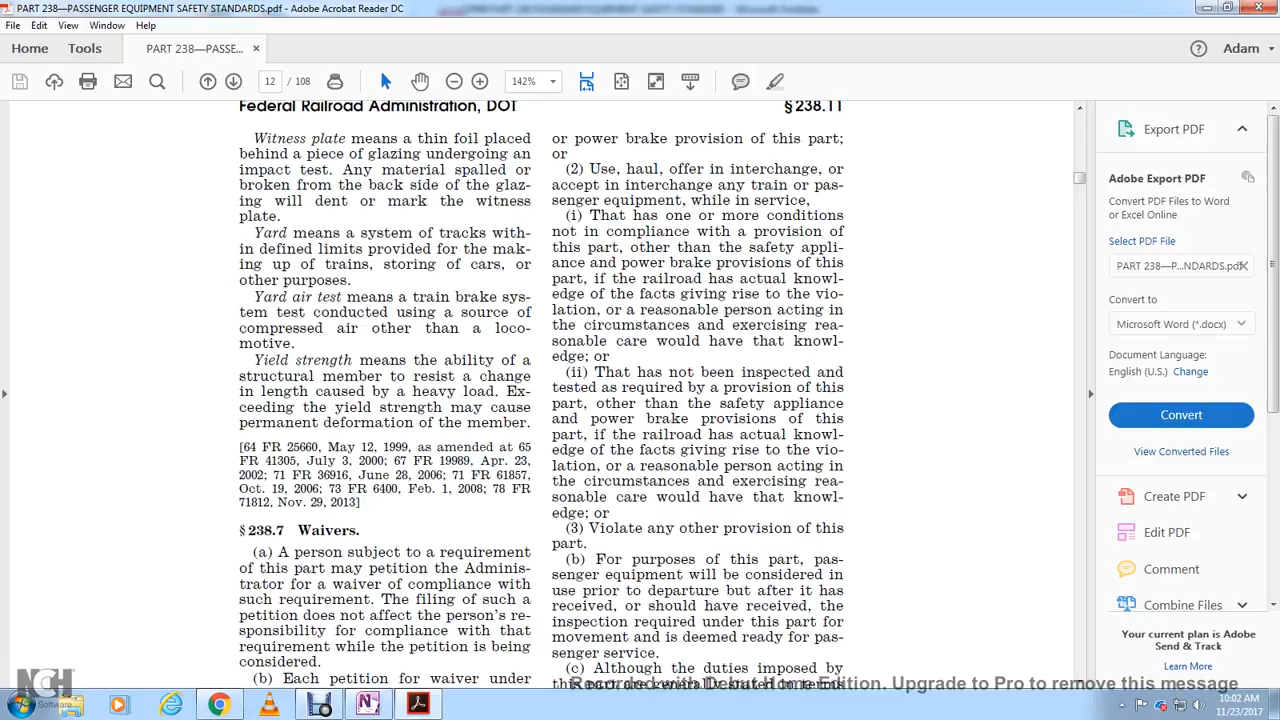 PART 238—PASSENGER EQUIPMENT SAFETY STANDARDS.pdf - Adobe Acrobat Reader DC
File Edit View Window Help
Home Tools PART 238—PASSE... × Adam
12 / 108 142%
Federal Railroad Administration, DOT § 238.11
Witness plate means a thin foil placed
behind a piece of glazing undergoing an
impact test. Any material spalled or
broken from the back side of the glaz-
ing will dent or mark the witness
plate.
Yard means a system of tracks with-
in defined limits provided for the mak-
ing up of trains, storing of cars, or
other purposes.
Yard air test means a train brake sys-
tem test conducted using a source of
compressed air other than a loco-
motive.
Yield strength means the ability of a
structural member to resist a change
in length caused by a heavy load. Ex-
ceeding the yield strength may cause
permanent deformation of the member.
[64 FR 25660, May 12, 1999, as amended at 65
FR 41305, July 3, 2000; 67 FR 19989, Apr. 23,
2002; 71 FR 36916, June 28, 2006; 71 FR 61857,
Oct. 19, 2006; 73 FR 6400, Feb. 1, 2008; 78 FR
71812, Nov. 29, 2013]
§ 238.7 Waivers.
(a) A person subject to a requirement
of this part may petition the Adminis-
trator for a waiver of compliance with
such requirement. The filing of such a
petition does not affect the person's re-
sponsibility for compliance with that
requirement while the petition is being
considered.
(b) Each petition for waiver under
or power brake provision of this part;
or
(2) Use, haul, offer in interchange, or
accept in interchange any train or pas-
senger equipment, while in service,
(i) That has one or more conditions
not in compliance with a provision of
this part, other than the safety appli-
ance and power brake provisions of this
part, if the railroad has actual knowl-
edge of the facts giving rise to the vio-
lation, or a reasonable person acting in
the circumstances and exercising rea-
sonable care would have that knowl-
edge; or
(ii) That has not been inspected and
tested as required by a provision of this
part, other than the safety appliance
and power brake provisions of this
part, if the railroad has actual knowl-
edge of the facts giving rise to the vio-
lation, or a reasonable person acting in
the circumstances and exercising rea-
sonable care would have that knowl-
edge; or
(3) Violate any other provision of this
part.
(b) For purposes of this part, pas-
senger equipment will be considered in
use prior to departure but after it has
received, or should have received, the
inspection required under this part for
movement and is deemed ready for pas-
senger service.
(c) Although the duties imposed by
this part are generally stated in terms
Export PDF
Adobe Export PDF
Convert PDF Files to Word
or Excel Online
Select PDF File
PART 238—P...NDARDS.pdf
Convert to
Microsoft Word (*.docx)
Document Language:
English (U.S.) Change
Convert
View Converted Files
Create PDF
Edit PDF
Comment
Combine Files
Your current plan is Adobe
Send & Track
Learn More
NCH
Software
Recorded with Debut Home Edition. Upgrade to Pro to remove this message
10:02 AM
11/23/2017